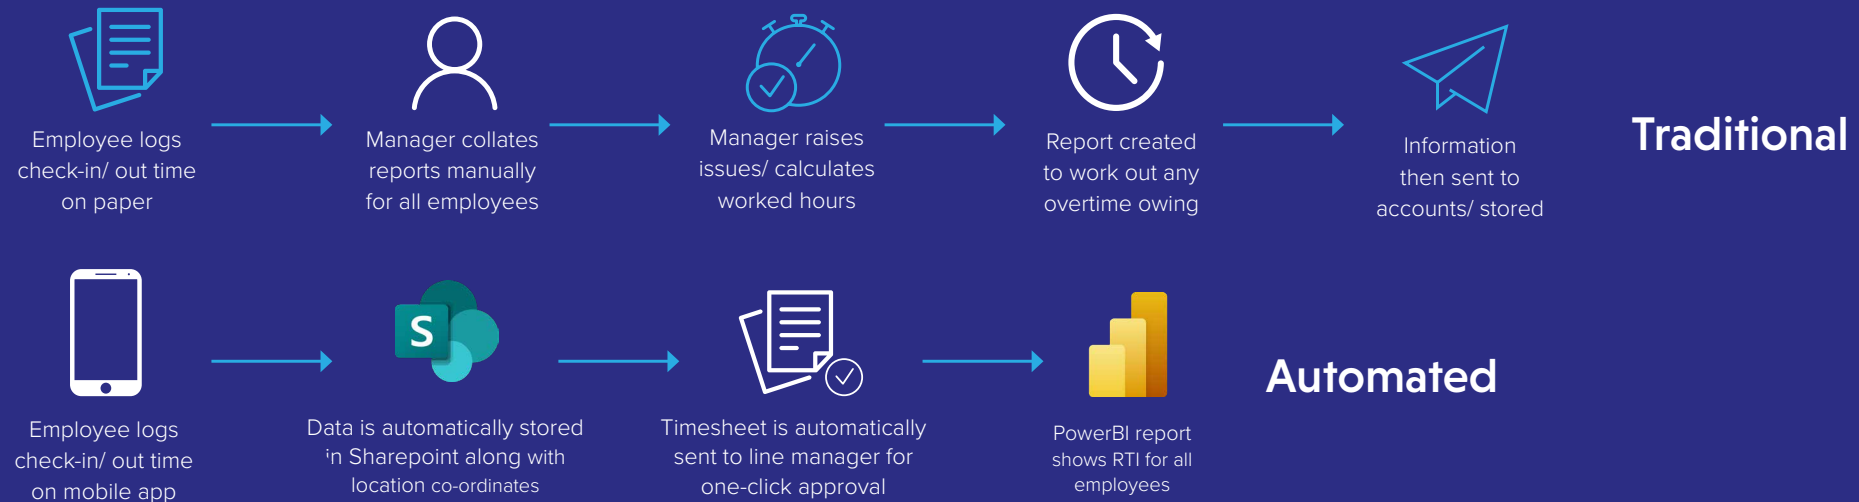 Employee logs
check-in/ out time
on paper
Manager collates
reports manually
for all employees
Manager raises
issues/ calculates
worked hours
Report created
to work out any
overtime owing
Information
then sent to
accounts/ stored
Traditional
S
Employee logs
check-in/ out time
on mobile app
Data is automatically stored
in Sharepoint along with
location co-ordinates
Timesheet is automatically
sent to line manager for
one-click approval
PowerBI report
shows RTI for all
employees
Automated